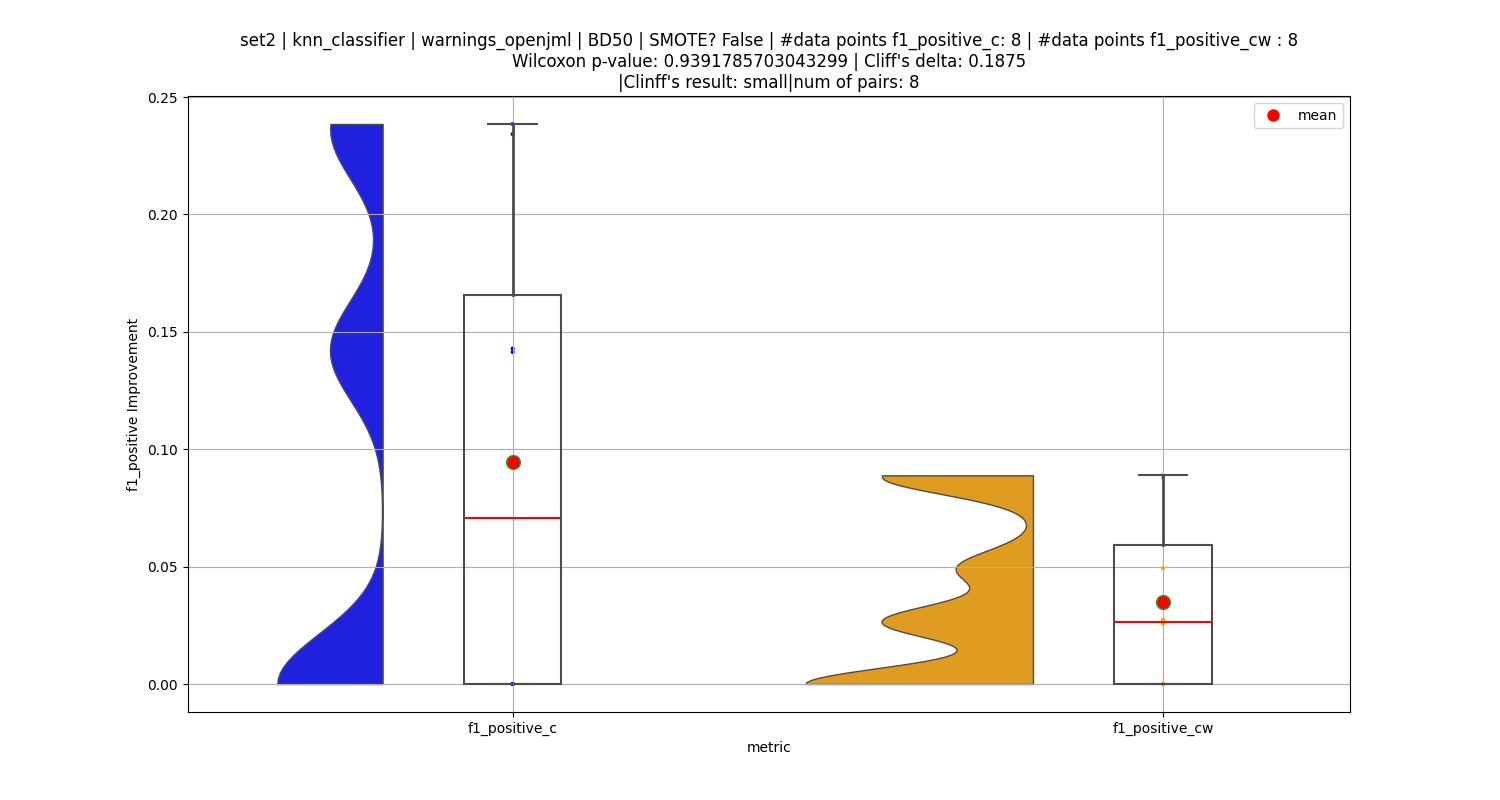 set2 | knn_classifier | warnings_openjml | BD50 | SMOTE? False | #data points f1_positive_c: 8 | #data points f1_positive_cw : 8
Wilcoxon p-value: 0.9391785703043299 | Cliff's delta: 0.1875
|Clinff's result: small|num of pairs: 8
mean
0.25
0.20
0.15
0.10
0.05
0.00
f1_positive Improvement
f1_positive_c
f1_positive_cw
metric